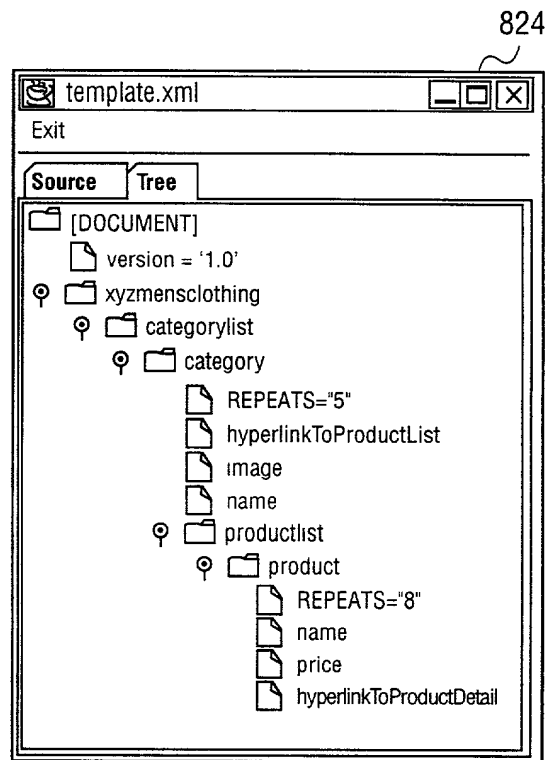 824
template.xml
Exit
Source Tree
[DOCUMENT]
version = '1.0'
xyzmensclothing
categorylist
category
REPEATS="5"
hyperlinkToProductList
image
name
productlist
product
REPEATS="8"
name
price
hyperlinkToProductDetail